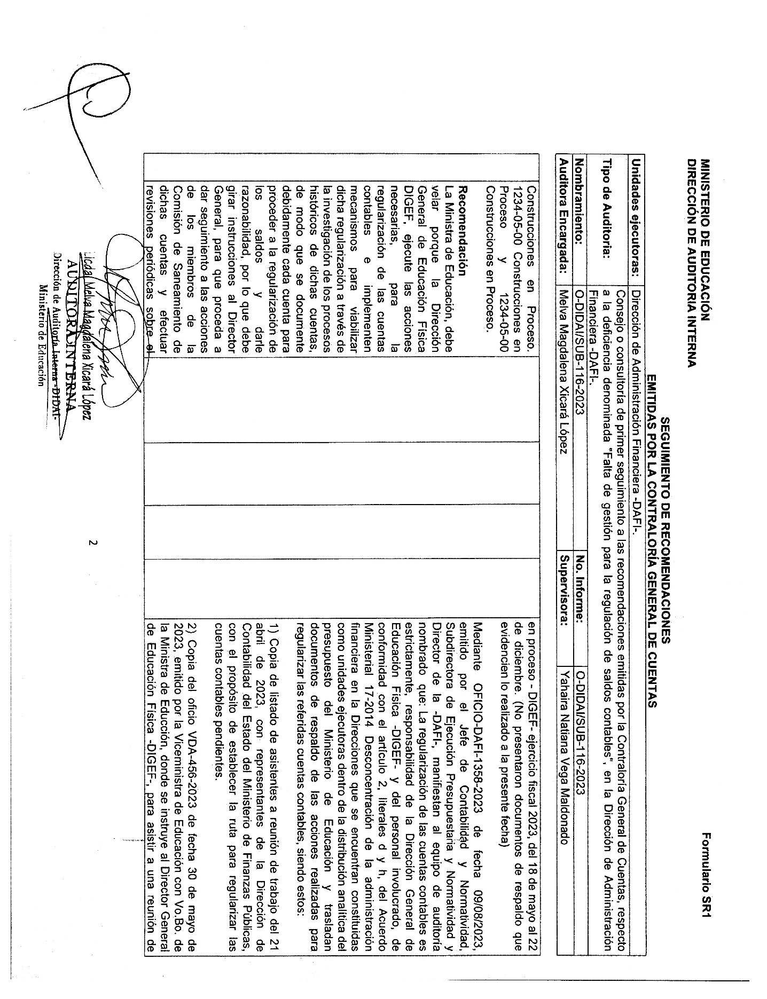 MINISTERIO DE EDUCACIÓN
DIRECCIÓN DE AUDITORIA INTERNA
Formulario SR1
SEGUIMIENTO DE RECOMENDACIONES
EMITIDAS POR LA CONTRALORÍA GENERAL DE CUENTAS
Unidades ejecutoras: Dirección de Administración Financiera -DAFI-.
Tipo de Auditoria: Consejo o consultoría de primer seguimiento a las recomendaciones emitidas por la Contraloría General de Cuentas, respecto
a la deficiencia denominada "Falta de gestión para la regulación de saldos contables", en la Dirección de Administración
Financiera -DAFI-.
Nombramiento: O-DIDAI/SUB-116-2023 No. Informe: O-DIDAI/SUB-116-2023
Auditora Encargada: Melva Magdalena Xicará López Supervisora: Yahaira Natiana Vega Maldonado
Construcciones en Proceso.
1234-05-00 Construcciones en
Proceso y 1234-05-00
Construcciones en Proceso.
Recomendación
La Ministra de Educación, debe
velar porque la Dirección
General de Educación Física
DIGEF, ejecute las acciones
necesarias, para la
regularización de las cuentas
contables e implementen
mecanismos para viabilizar
dicha regularización a través de
la investigación de los procesos
históricos de dichas cuentas,
de modo que se documente
debidamente cada cuenta para
proceder a la regularización de
los saldos y darle
razonabilidad, por lo que debe
girar instrucciones al Director
General, para que proceda a
dar seguimiento a las acciones
de los miembros de la
Comisión de Saneamiento de
dichas cuentas y efectuar
revisiones periódicas sobre el
en proceso - DIGEF- ejercicio fiscal 2023, del 18 de mayo al 22
de diciembre. (No presentaron documentos de respaldo que
evidencien lo realizado a la presente fecha)
Mediante OFICIO-DAFI-1358-2023 de fecha 09/08/2023,
emitido por el Jefe de Contabilidad y Normatividad,
Subdirectora de Ejecución Presupuestaria y Normatividad y
Director de la -DAFI-, manifiestan al equipo de auditoría
nombrado que: La regularización de las cuentas contables es
estrictamente, responsabilidad de la Dirección General de
Educación Física -DIGEF- y del personal involucrado, de
conformidad con el artículo 2, literales d y h, del Acuerdo
Ministerial 17-2014 Desconcentración de la administración
financiera en la Direcciones que se encuentran constituidas
como unidades ejecutoras dentro de la distribución analítica del
presupuesto del Ministerio de Educación y trasladan
documentos de respaldo de las acciones realizadas para
regularizar las referidas cuentas contables, siendo estos:
1) Copia de listado de asistentes a reunión de trabajo del 21
abril de 2023, con representantes de la Dirección de
Contabilidad del Estado del Ministerio de Finanzas Públicas,
con el propósito de establecer la ruta para regularizar las
cuentas contables pendientes.
2) Copia del oficio VDA-456-2023 de fecha 30 de mayo de
2023, emitido por la Viceministra de Educación con Vo.Bo. de
la Ministra de Educción, donde se instruye al Director General
de Educación Física -DIGEF-, para asistir a una reunión de
Licda. Melva Magdalena Xicará López
AUDITORA INTERNA
Dirección de Auditoría Interna -DIDAI-
Ministerio de Educación
2